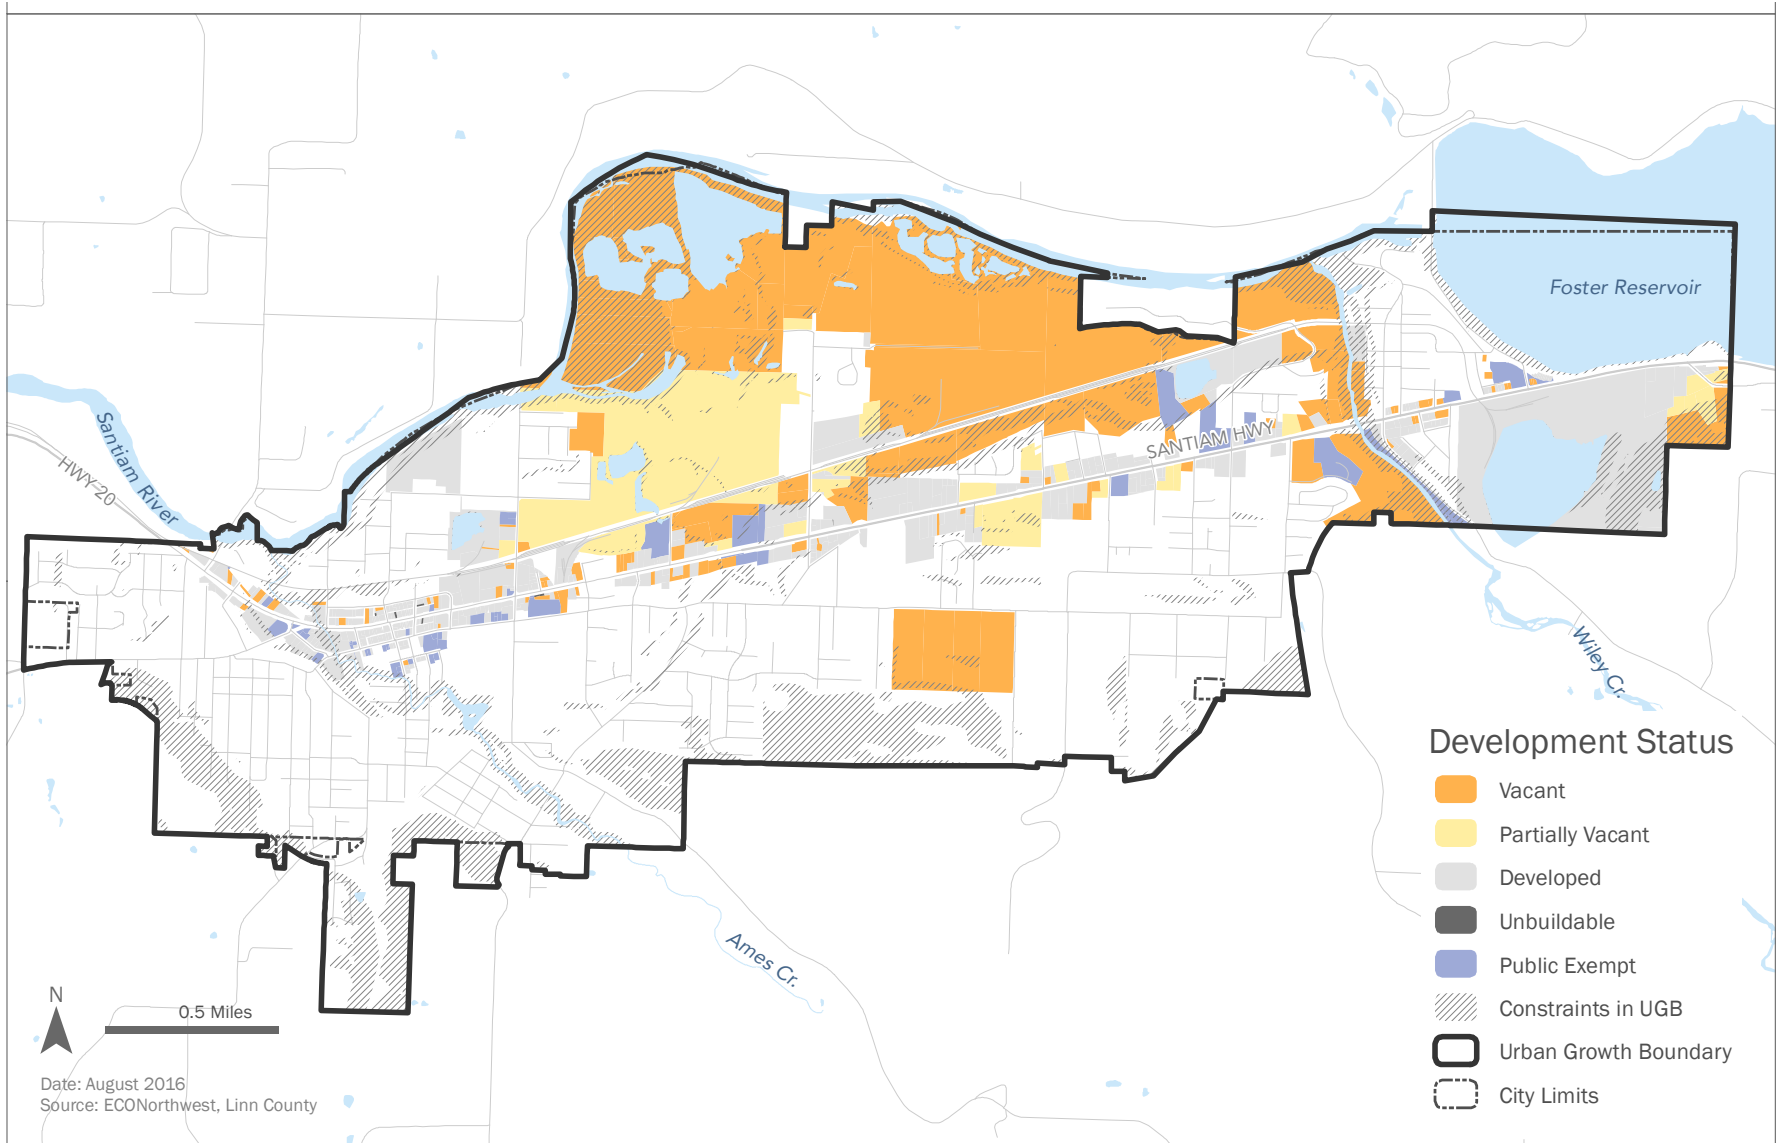 Foster Reservoir
SANTIAM HWY
Santiam River
HWY 20
Wiley Cr.
Ames Cr.
Development Status
Vacant
Partially Vacant
Developed
Unbuildable
Public Exempt
Constraints in UGB
Urban Growth Boundary
City Limits
N
0.5 Miles
Date: August 2016
Source: ECONorthwest, Linn County